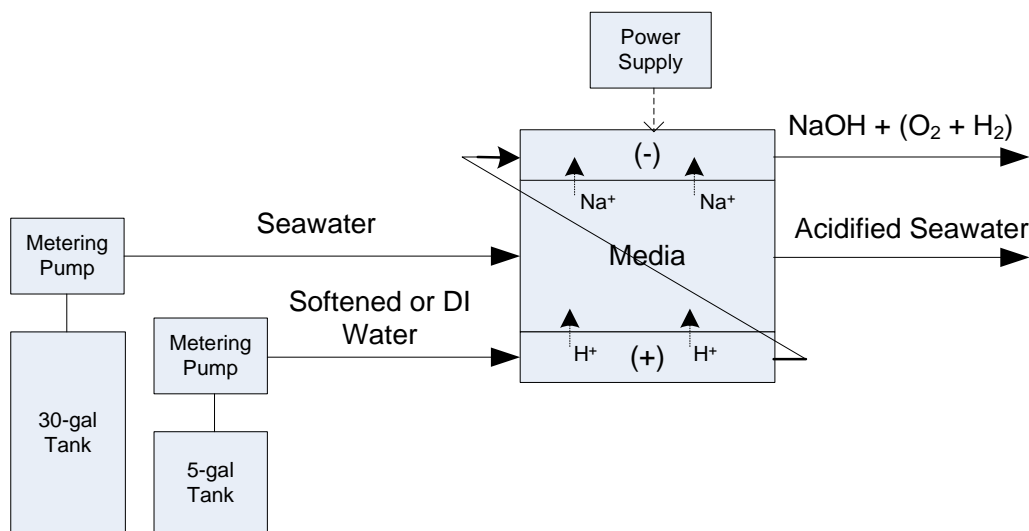 Power
Supply
NaOH + (O₂ + H₂)
(-)
Na⁺ Na⁺
Seawater
Acidified Seawater
Metering
Pump
Media
Softened or DI
Water
Metering
Pump
H⁺ (+) H⁺
30-gal
Tank
5-gal
Tank